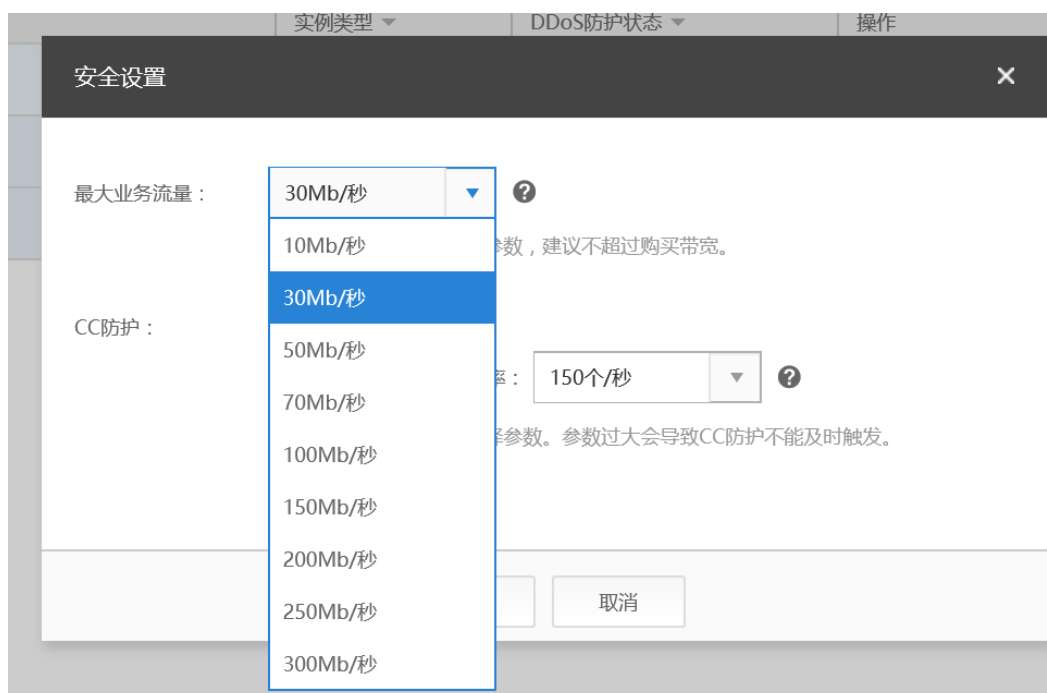 实例类型 DDoS防护状态 操作
安全设置
最大业务流量： 30Mb/秒
10Mb/秒
参数，建议不超过购买带宽。
30Mb/秒
CC防护：
50Mb/秒
率： 150个/秒
70Mb/秒
择参数。参数过大会导致CC防护不能及时触发。
100Mb/秒
150Mb/秒
200Mb/秒
250Mb/秒
取消
300Mb/秒